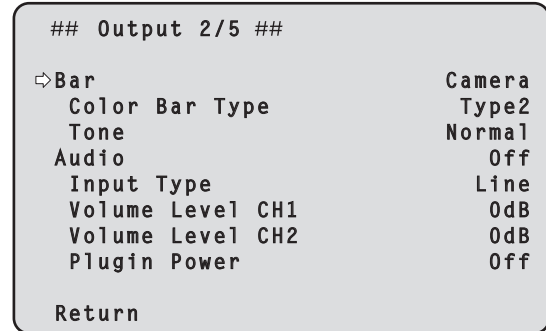 ## Output 2/5 ##
⇨Bar Camera
Color Bar Type Type2
Tone Normal
Audio Off
Input Type Line
Volume Level CH1 0dB
Volume Level CH2 0dB
Plugin Power Off
Return